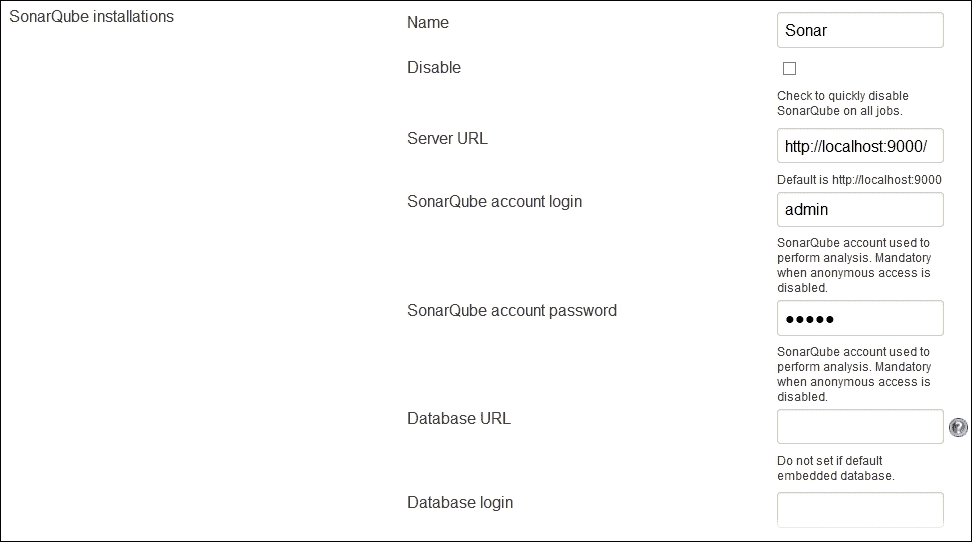 SonarQube installations
Name
Sonar
Disable
Check to quickly disable
SonarQube on all jobs.
Server URL
http://localhost:9000/
Default is http://localhost:9000
SonarQube account login
admin
SonarQube account used to
perform analysis. Mandatory
when anonymous access is
disabled.
SonarQube account password
●●●●●
SonarQube account used to
perform analysis. Mandatory
when anonymous access is
disabled.
Database URL
?
Do not set if default
embedded database.
Database login